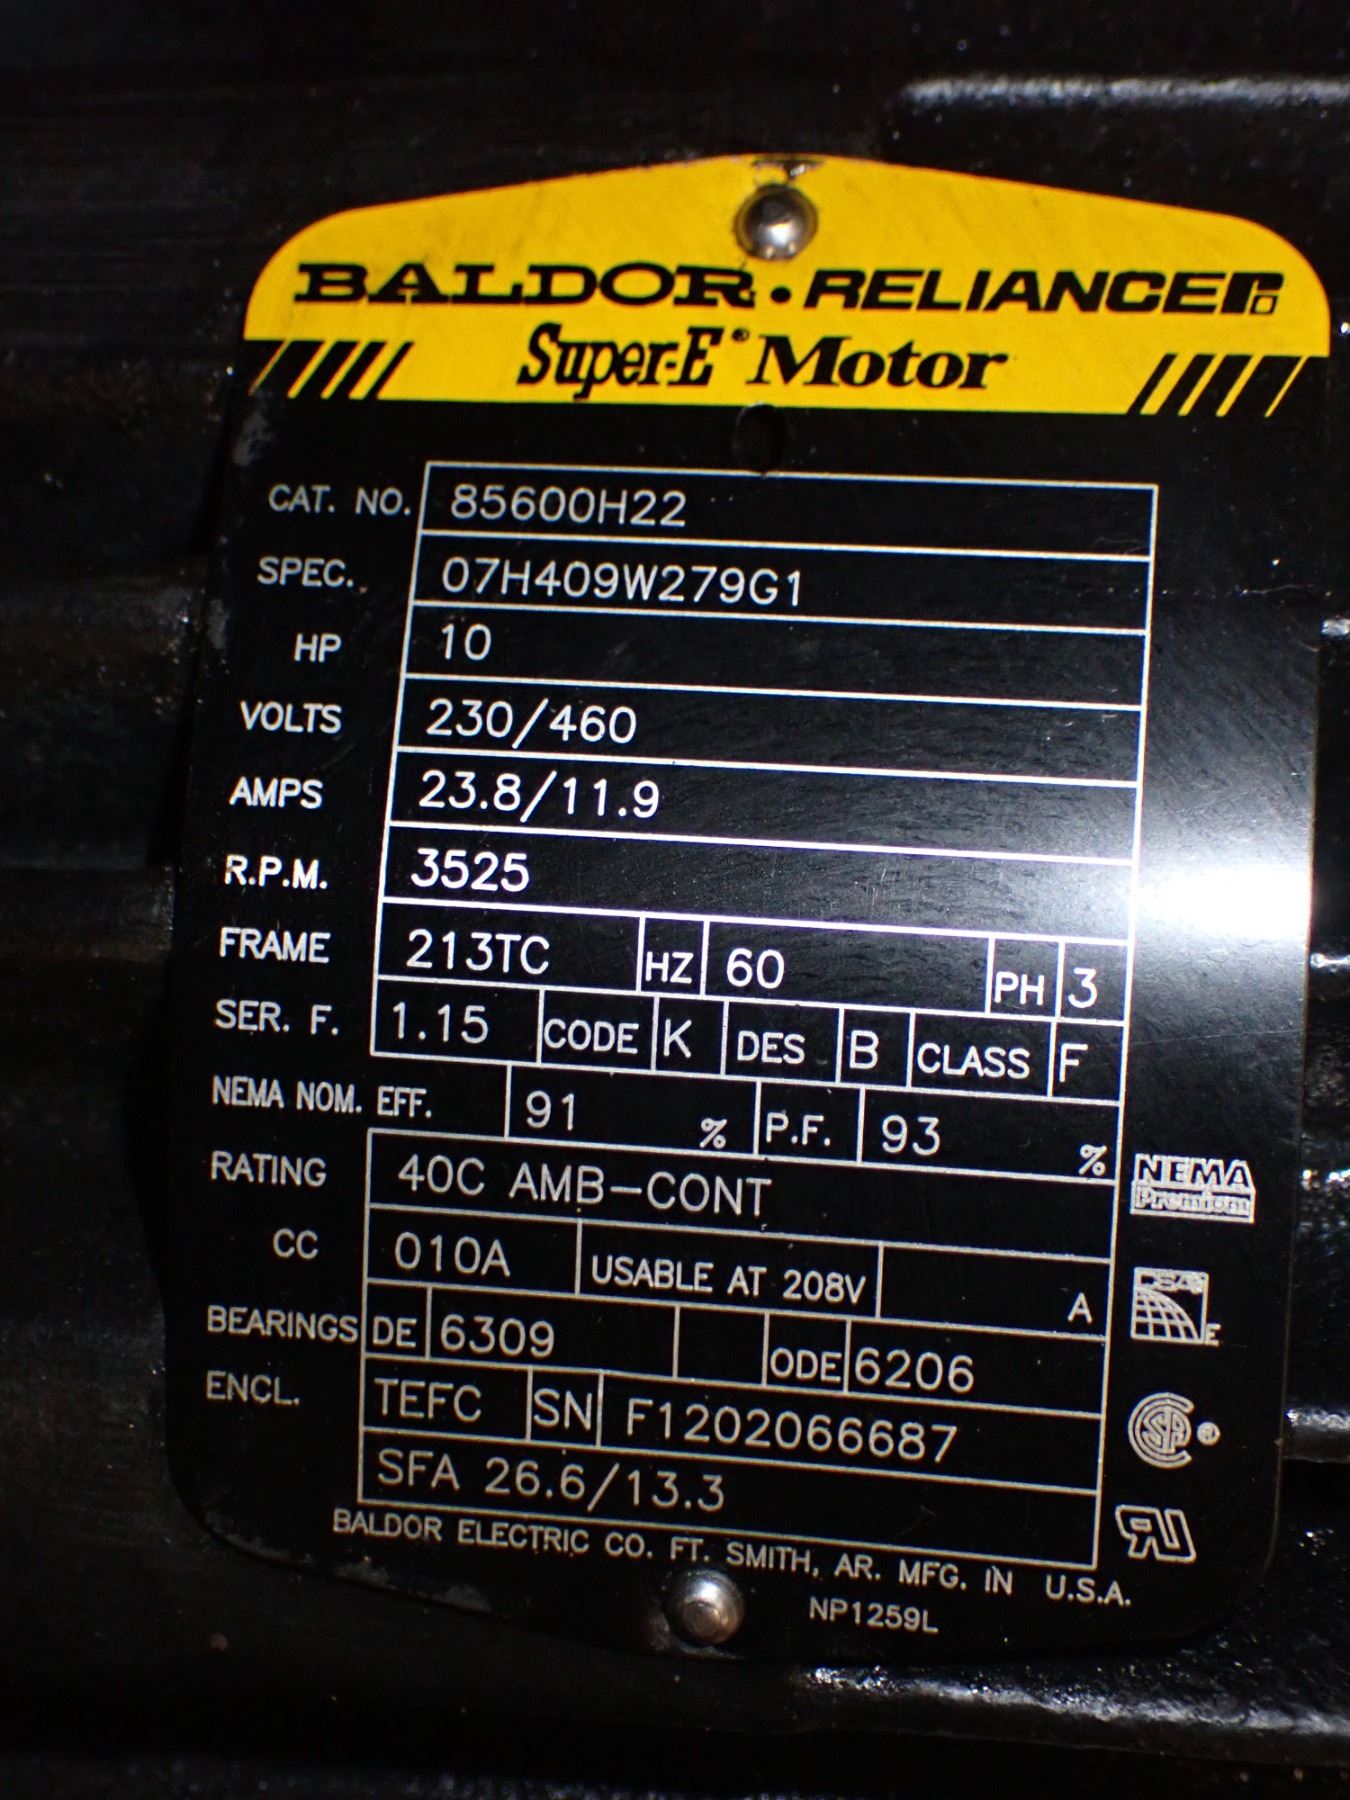 BALDOR • RELIANCER
Super-E® Motor
CAT. NO. 85600H22
SPEC. 07H409W279G1
HP 10
VOLTS 230/460
AMPS 23.8/11.9
R.P.M. 3525
FRAME 213TC HZ 60 PH 3
SER. F. 1.15 CODE K DES B CLASS F
NEMA NOM. EFF. 91 % P.F. 93 %
RATING 40C AMB-CONT
CC 010A USABLE AT 208V A
BEARINGS DE 6309 ODE 6206
ENCL. TEFC SN F1202066687
SFA 26.6/13.3
BALDOR ELECTRIC CO. FT. SMITH, AR. MFG. IN U.S.A.
NP1259L
NEMA
Premium
E
SA®
RU